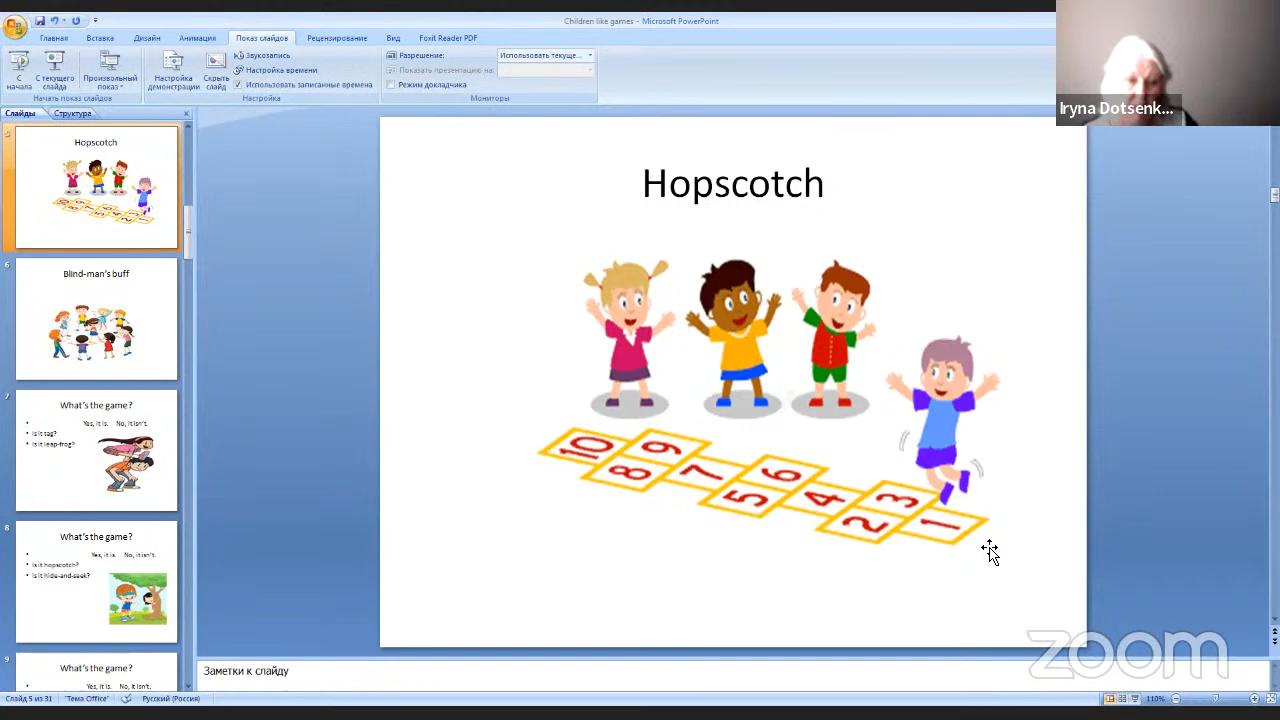 Children like games - Microsoft PowerPoint
Главная Вставка Дизайн Анимация Показ слайдов Рецензирование Вид Foxit Reader PDF
С начала
С текущего слайда
Произвольный показ
Начать показ слайдов
Настройка демонстрации
Скрыть слайд
Звукозапись
Настройка времени
Использовать записанные времена
Настройка
Разрешение: Использовать текуще...
Показать презентацию на:
Режим докладчика
Мониторы
Iryna Dotsenk...
Слайды Структура
Hopscotch
6
Blind-man's buff
7
What's the game?
Yes, it is. No, it isn't.
Is it tag?
Is it leap-frog?
8
What's the game?
Yes, it is. No, it isn't.
Is it hopscotch?
Is it hide-and-seek?
9
What's the game?
Yes, it is. No, it isn't.
Hopscotch
10 9
8 7 6
5 4 3
2 1
zoom
Заметки к слайду
Слайд 5 из 31 "Тема Office" Русский (Россия) 110%